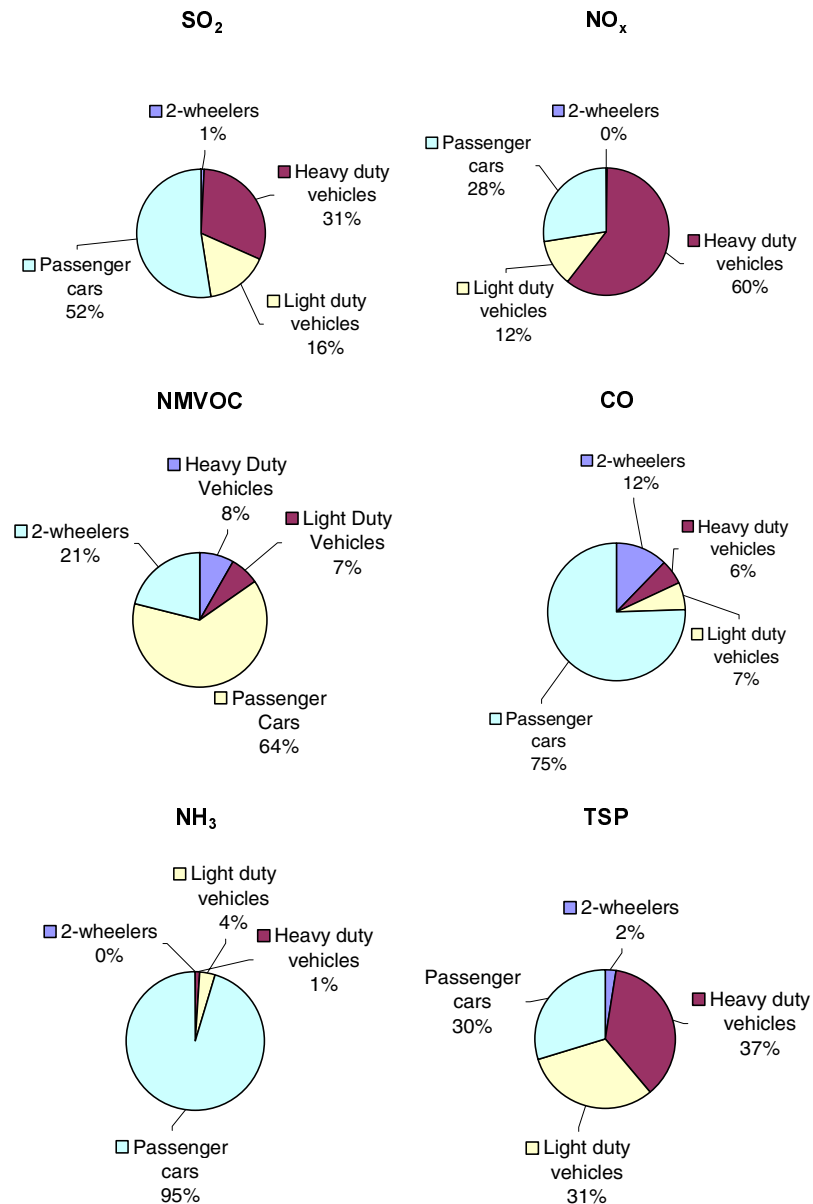 SO₂
2-wheelers
1%
Heavy duty
vehicles
31%
Passenger
cars
52%
Light duty
vehicles
16%
NOₓ
2-wheelers
0%
Passenger
cars
28%
Heavy duty
vehicles
60%
Light duty
vehicles
12%
NMVOC
Heavy Duty
Vehicles
8%
Light Duty
Vehicles
7%
2-wheelers
21%
Passenger
Cars
64%
CO
2-wheelers
12%
Heavy duty
vehicles
6%
Light duty
vehicles
7%
Passenger
cars
75%
NH₃
Light duty
vehicles
4%
2-wheelers
0%
Heavy duty
vehicles
1%
Passenger
cars
95%
TSP
2-wheelers
2%
Passenger
cars
30%
Heavy duty
vehicles
37%
Light duty
vehicles
31%